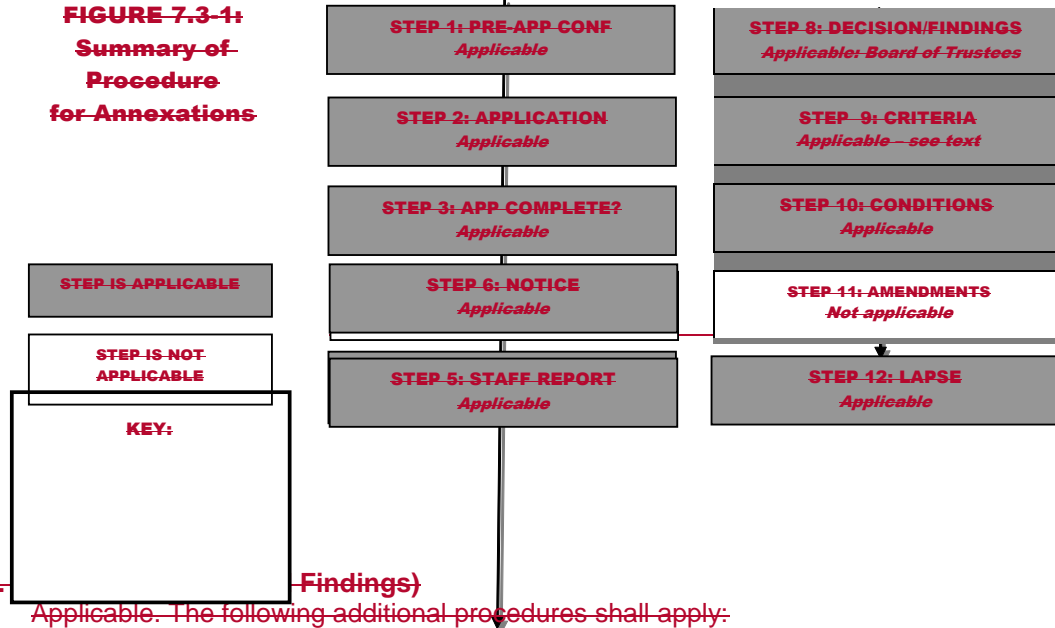 FIGURE 7.3-1:
Summary of
Procedure
for Annexations
STEP IS APPLICABLE
STEP IS NOT
APPLICABLE
KEY:
STEP 1: PRE-APP CONF
Applicable
STEP 2: APPLICATION
Applicable
STEP 3: APP COMPLETE?
Applicable
STEP 6: NOTICE
Applicable
STEP 5: STAFF REPORT
Applicable
STEP 8: DECISION/FINDINGS
Applicable: Board of Trustees
STEP 9: CRITERIA
Applicable – see text
STEP 10: CONDITIONS
Applicable
STEP 11: AMENDMENTS
Not applicable
STEP 12: LAPSE
Applicable
Findings)
Applicable. The following additional procedures shall apply: